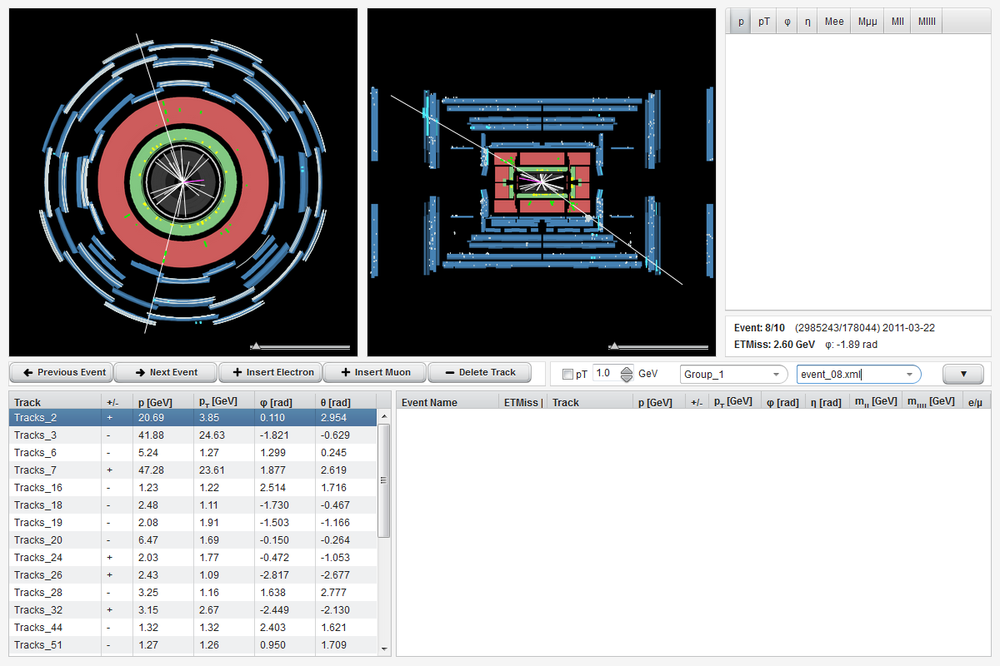 p pT φ η Mee Mμμ Mll Mllll
Event: 8/10 (2985243/178044) 2011-03-22
ETMiss: 2.60 GeV φ: -1.89 rad
Previous Event Next Event Insert Electron Insert Muon Delete Track pT 1.0 GeV Group_1 event_08.xml
Track +/- p [GeV] pT [GeV] φ [rad] θ [rad]
Tracks_2 + 20.69 3.85 0.110 2.954
Tracks_3 - 41.88 24.63 -1.821 -0.629
Tracks_6 - 5.24 1.27 1.299 0.245
Tracks_7 + 47.28 23.61 1.877 2.619
Tracks_16 - 1.23 1.22 2.514 1.716
Tracks_18 - 2.48 1.11 -1.730 -0.467
Tracks_19 - 2.08 1.91 -1.503 -1.166
Tracks_20 - 6.47 1.69 -0.150 -0.264
Tracks_24 + 2.03 1.77 -0.472 -1.053
Tracks_26 + 2.43 1.09 -2.817 -2.677
Tracks_28 - 3.25 1.16 1.638 2.777
Tracks_32 + 3.15 2.67 -2.449 -2.130
Tracks_44 - 1.32 1.32 2.403 1.621
Tracks_51 - 1.27 1.26 0.950 1.709
Event Name ETMiss Track p [GeV] +/- pT [GeV] φ [rad] η [rad] mll [GeV] mllll [GeV] e/μ